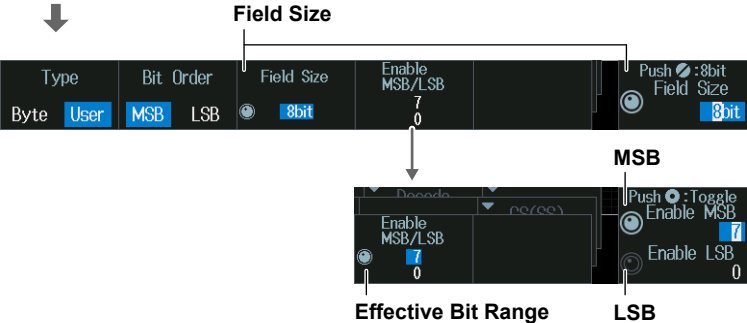 Field Size
Type
Byte User
Bit Order
MSB LSB
Field Size
8bit
Enable
MSB/LSB
7
0
Push :8bit
Field Size
8bit
MSB
Decode
CS(SS)
Enable
MSB/LSB
7
0
Push :Toggle
Enable MSB
7
Enable LSB
0
Effective Bit Range
LSB